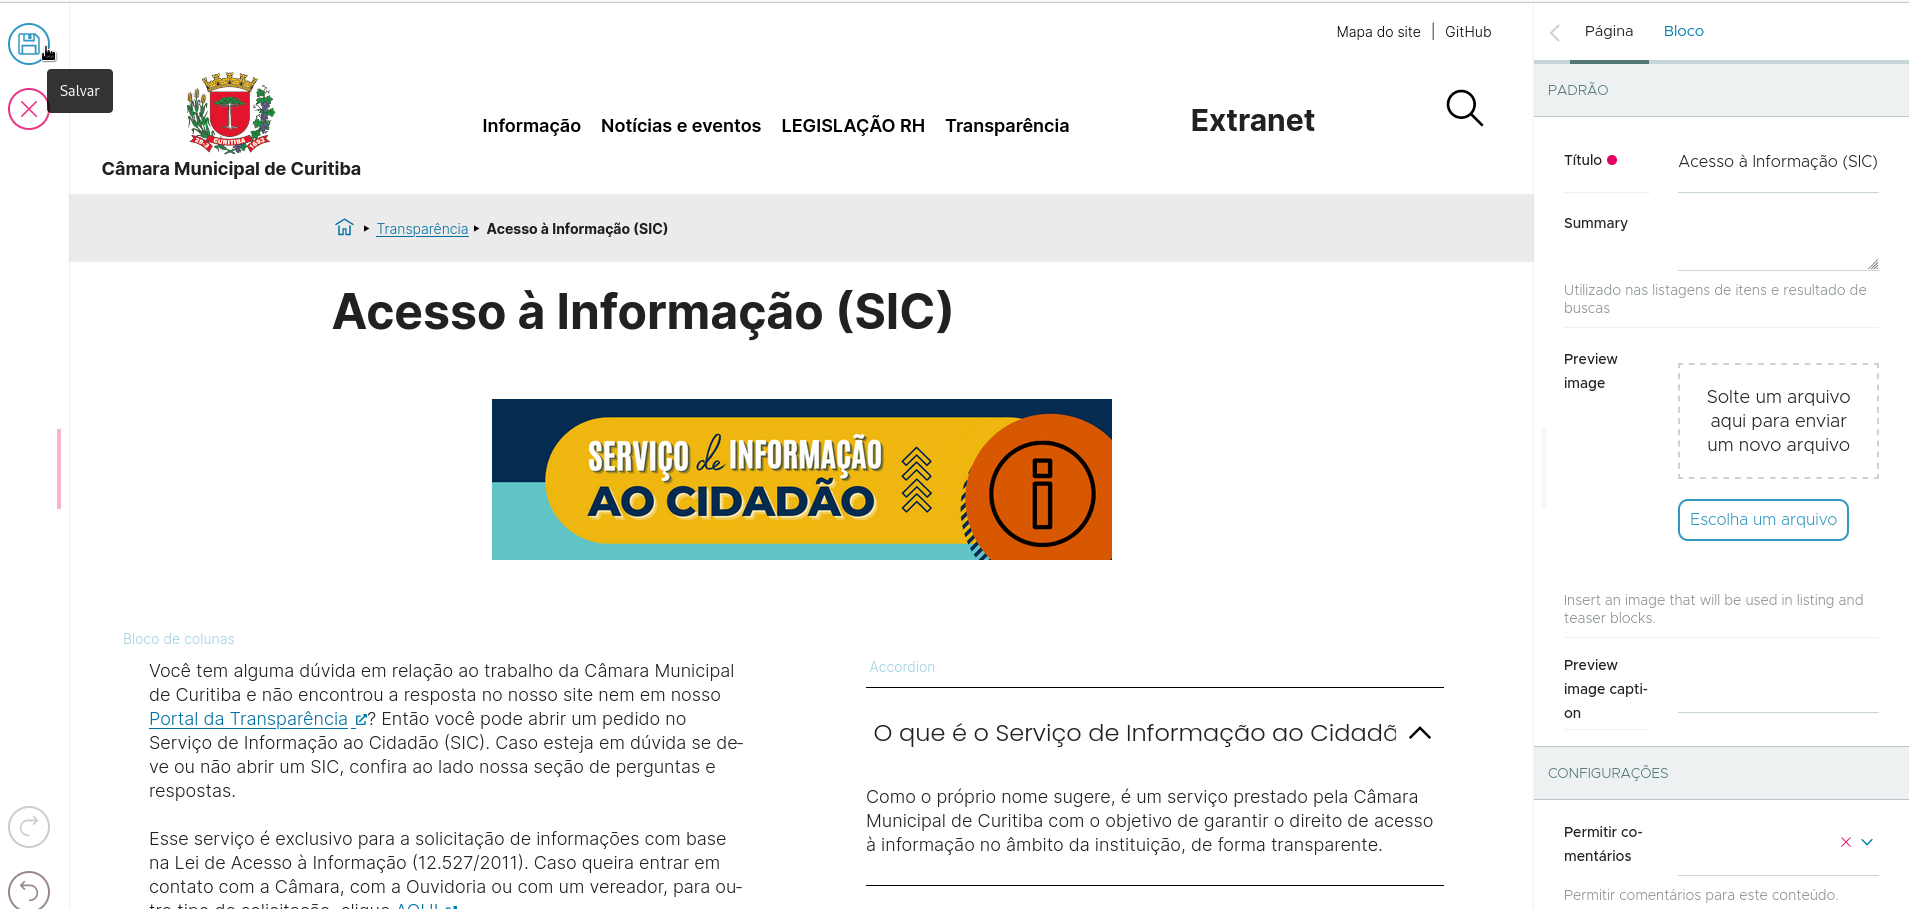 Salvar
Mapa do site | GitHub
CURITIBA
Câmara Municipal de Curitiba
Informação Notícias e eventos LEGISLAÇÃO RH Transparência
Extranet
Transparência Acesso à Informação (SIC)
Acesso à Informação (SIC)
SERVIÇO de INFORMAÇÃO
AO CIDADÃO
Bloco de colunas
Você tem alguma dúvida em relação ao trabalho da Câmara Municipal
de Curitiba e não encontrou a resposta no nosso site nem em nosso
Portal da Transparência ? Então você pode abrir um pedido no
Serviço de Informação ao Cidadão (SIC). Caso esteja em dúvida se de-
ve ou não abrir um SIC, confira ao lado nossa seção de perguntas e
respostas.
Esse serviço é exclusivo para a solicitação de informações com base
na Lei de Acesso à Informação (12.527/2011). Caso queira entrar em
contato com a Câmara, com a Ouvidoria ou com um vereador, para ou-
tro tipo de solicitação, clique AQUI
Accordion
O que é o Serviço de Informação ao Cidadã
Como o próprio nome sugere, é um serviço prestado pela Câmara
Municipal de Curitiba com o objetivo de garantir o direito de acesso
à informação no âmbito da instituição, de forma transparente.
Página Bloco
PADRÃO
Título Acesso à Informação (SIC)
Summary
Utilizado nas listagens de itens e resultado de
buscas
Preview
image
Solte um arquivo
aqui para enviar
um novo arquivo
Escolha um arquivo
Insert an image that will be used in listing and
teaser blocks.
Preview
image capti-
on
CONFIGURAÇÕES
Permitir co-
mentários
Permitir comentários para este conteúdo.